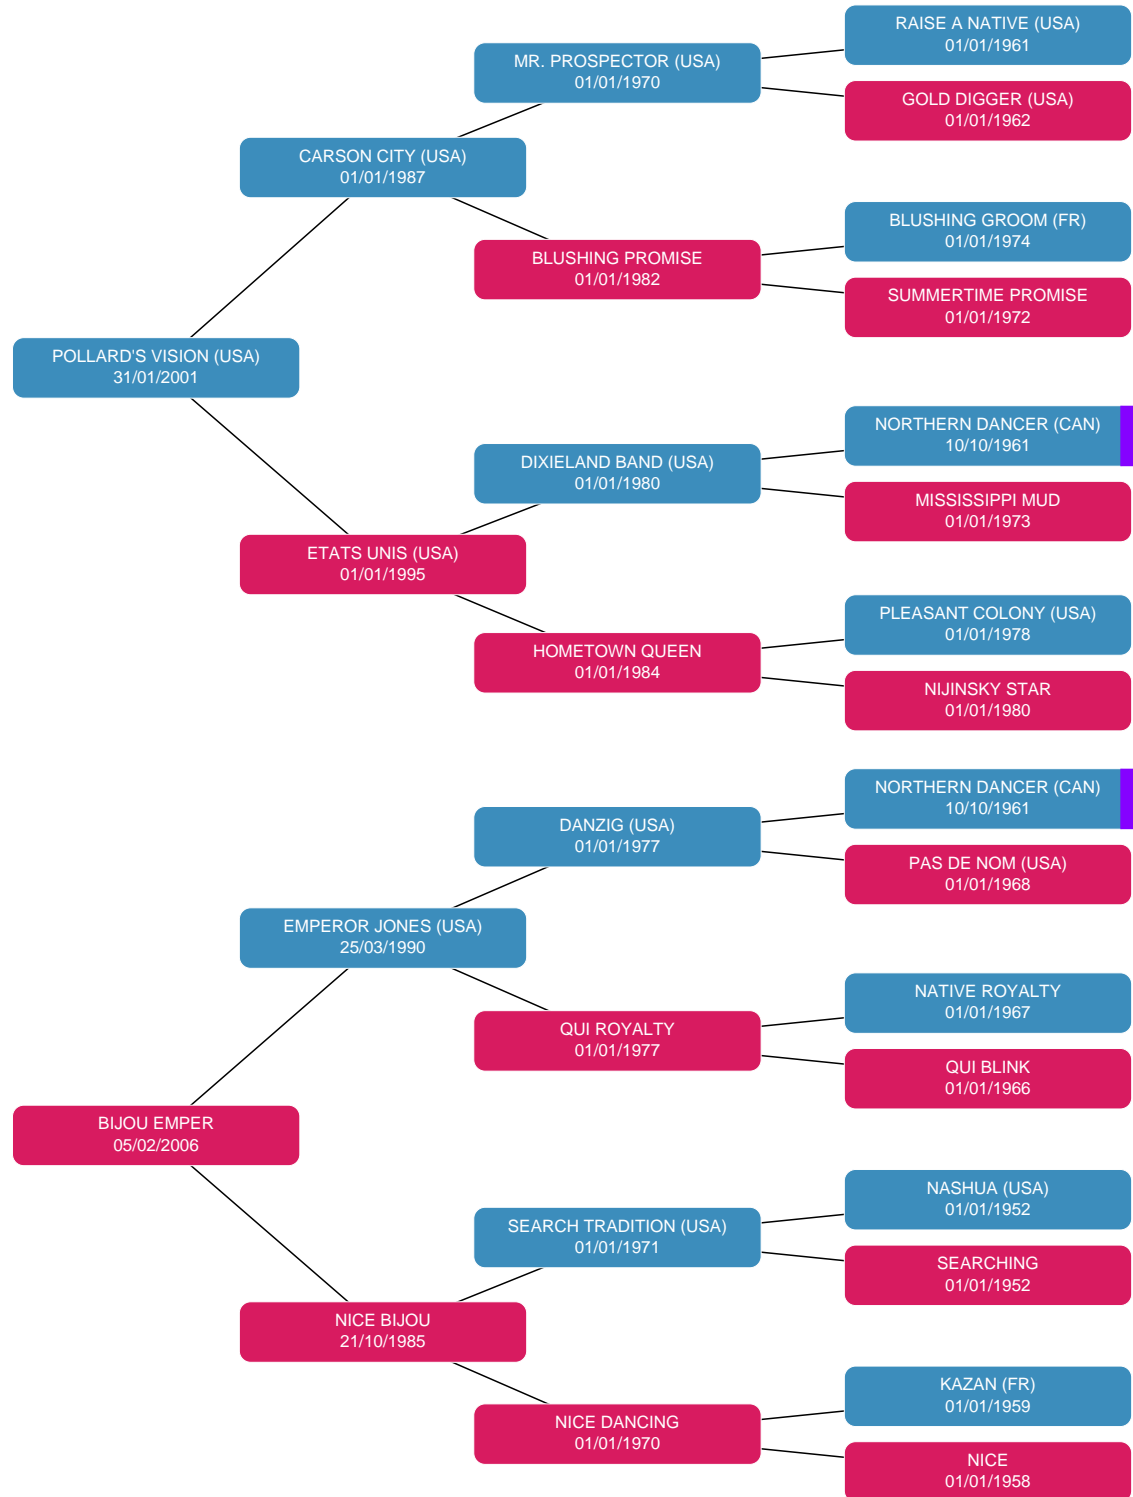 RAISE A NATIVE (USA)
01/01/1961
MR. PROSPECTOR (USA)
01/01/1970
GOLD DIGGER (USA)
01/01/1962
CARSON CITY (USA)
01/01/1987
BLUSHING GROOM (FR)
01/01/1974
BLUSHING PROMISE
01/01/1982
SUMMERTIME PROMISE
01/01/1972
POLLARD'S VISION (USA)
31/01/2001
NORTHERN DANCER (CAN)
10/10/1961
DIXIELAND BAND (USA)
01/01/1980
MISSISSIPPI MUD
01/01/1973
ETATS UNIS (USA)
01/01/1995
PLEASANT COLONY (USA)
01/01/1978
HOMETOWN QUEEN
01/01/1984
NIJINSKY STAR
01/01/1980
NORTHERN DANCER (CAN)
10/10/1961
DANZIG (USA)
01/01/1977
PAS DE NOM (USA)
01/01/1968
EMPEROR JONES (USA)
25/03/1990
NATIVE ROYALTY
01/01/1967
QUI ROYALTY
01/01/1977
QUI BLINK
01/01/1966
BIJOU EMPER
05/02/2006
NASHUA (USA)
01/01/1952
SEARCH TRADITION (USA)
01/01/1971
SEARCHING
01/01/1952
NICE BIJOU
21/10/1985
KAZAN (FR)
01/01/1959
NICE DANCING
01/01/1970
NICE
01/01/1958